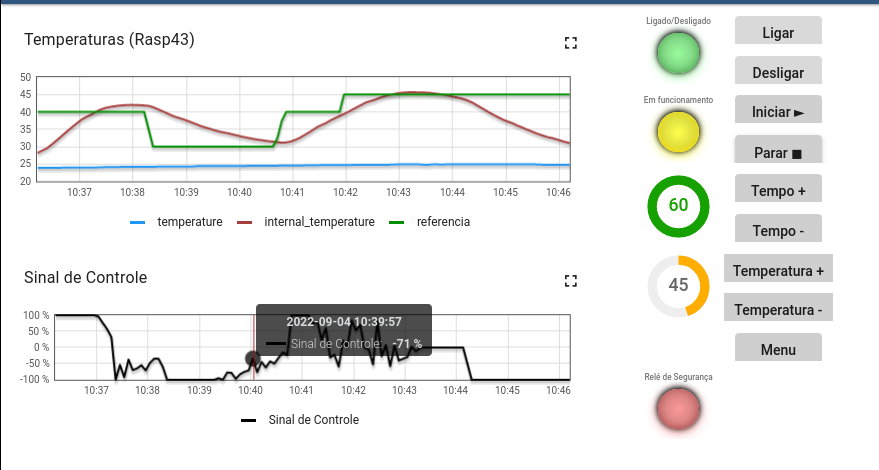 Temperaturas (Rasp43)
50
45
40
35
30
25
20
10:37 10:38 10:39 10:40 10:41 10:42 10:43 10:44 10:45 10:46
temperature internal_temperature referencia
Sinal de Controle
100 %
50 %
0 %
-50 %
-100 %
2022-09-04 10:39:57
Sinal de Controle: -71 %
10:37 10:38 10:39 10:40 10:41 10:42 10:43 10:44 10:45 10:46
Sinal de Controle
Ligado/Desligado
Em funcionamento
60
45
Relé de Segurança
Ligar
Desligar
Iniciar ►
Parar ■
Tempo +
Tempo -
Temperatura +
Temperatura -
Menu